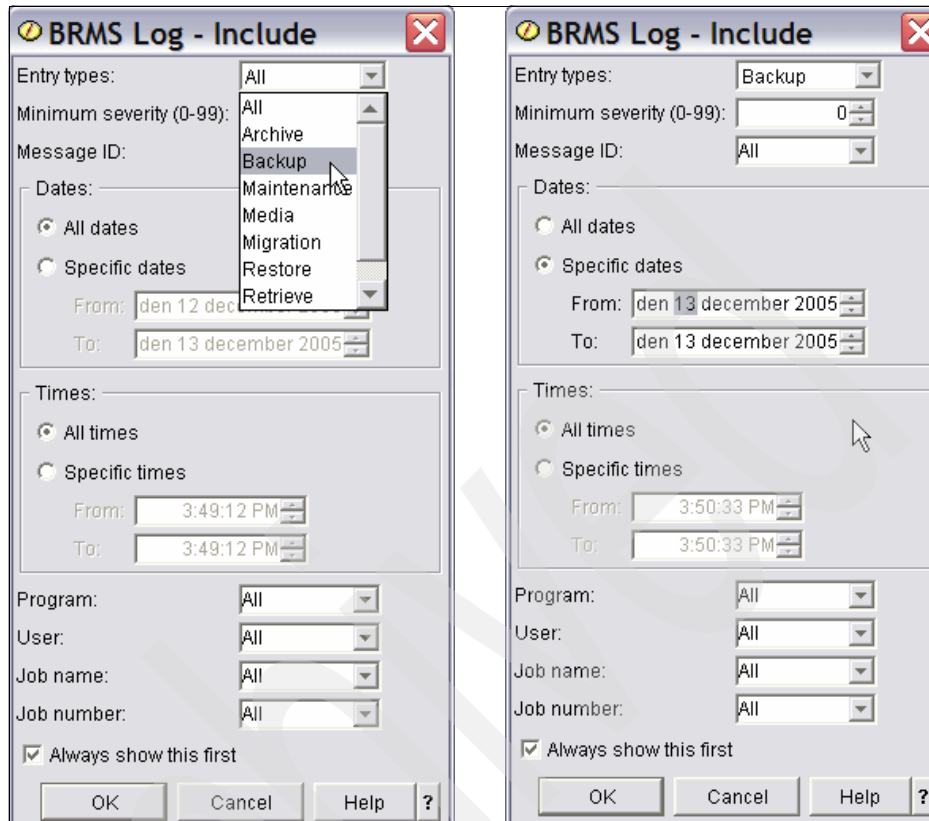 BRMS Log - Include
Entry types: All
All
Archive
Backup
Maintenance
Media
Migration
Restore
Retrieve
Minimum severity (0-99):
Message ID:
Dates:
All dates
Specific dates
From: den 12 dec
To: den 13 december 2005
Times:
All times
Specific times
From: 3:49:12 PM
To: 3:49:12 PM
Program: All
User: All
Job name: All
Job number: All
Always show this first
OK Cancel Help ?
BRMS Log - Include
Entry types: Backup
Minimum severity (0-99): 0
Message ID: All
Dates:
All dates
Specific dates
From: den 13 december 2005
To: den 13 december 2005
Times:
All times
Specific times
From: 3:50:33 PM
To: 3:50:33 PM
Program: All
User: All
Job name: All
Job number: All
Always show this first
OK Cancel Help ?